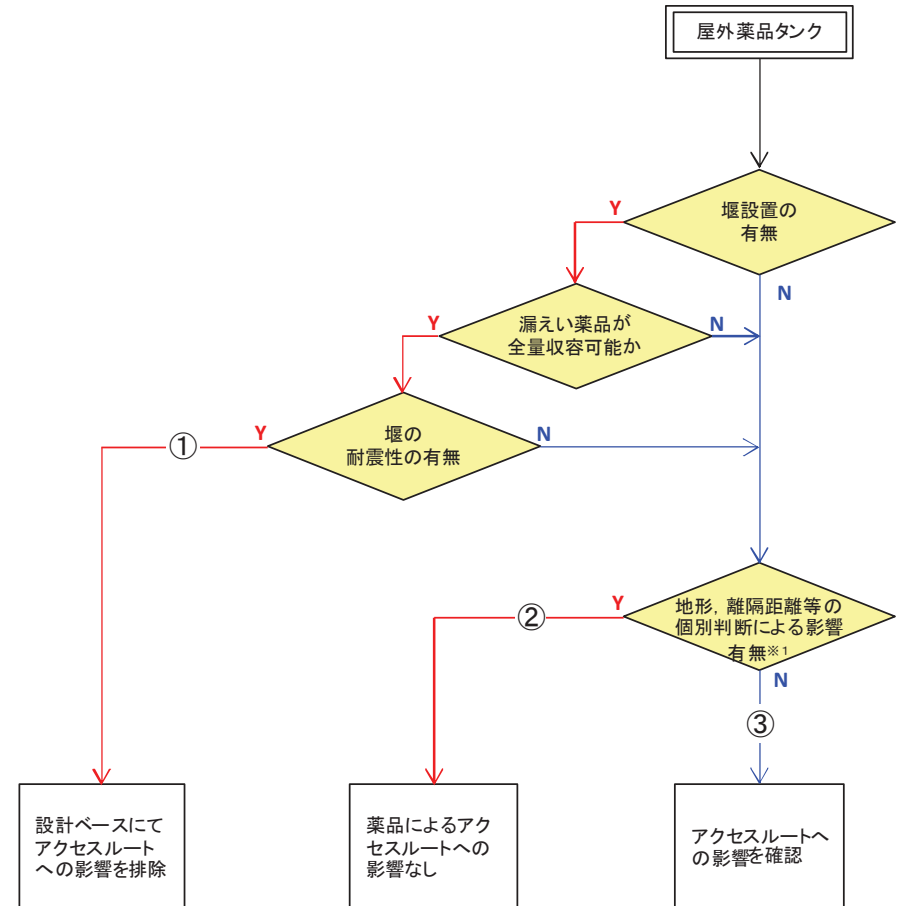 屋外薬品タンク
堰設置の
有無
Y
N
漏えい薬品が
全量収容可能か
Y
N
堰の
耐震性の有無
Y
N
①
地形，離隔距離等の
個別判断による影響
有無※1
Y
N
②
③
設計ベースにて
アクセスルート
への影響を排除
薬品によるアク
セスルートへの
影響なし
アクセスルートへ
の影響を確認